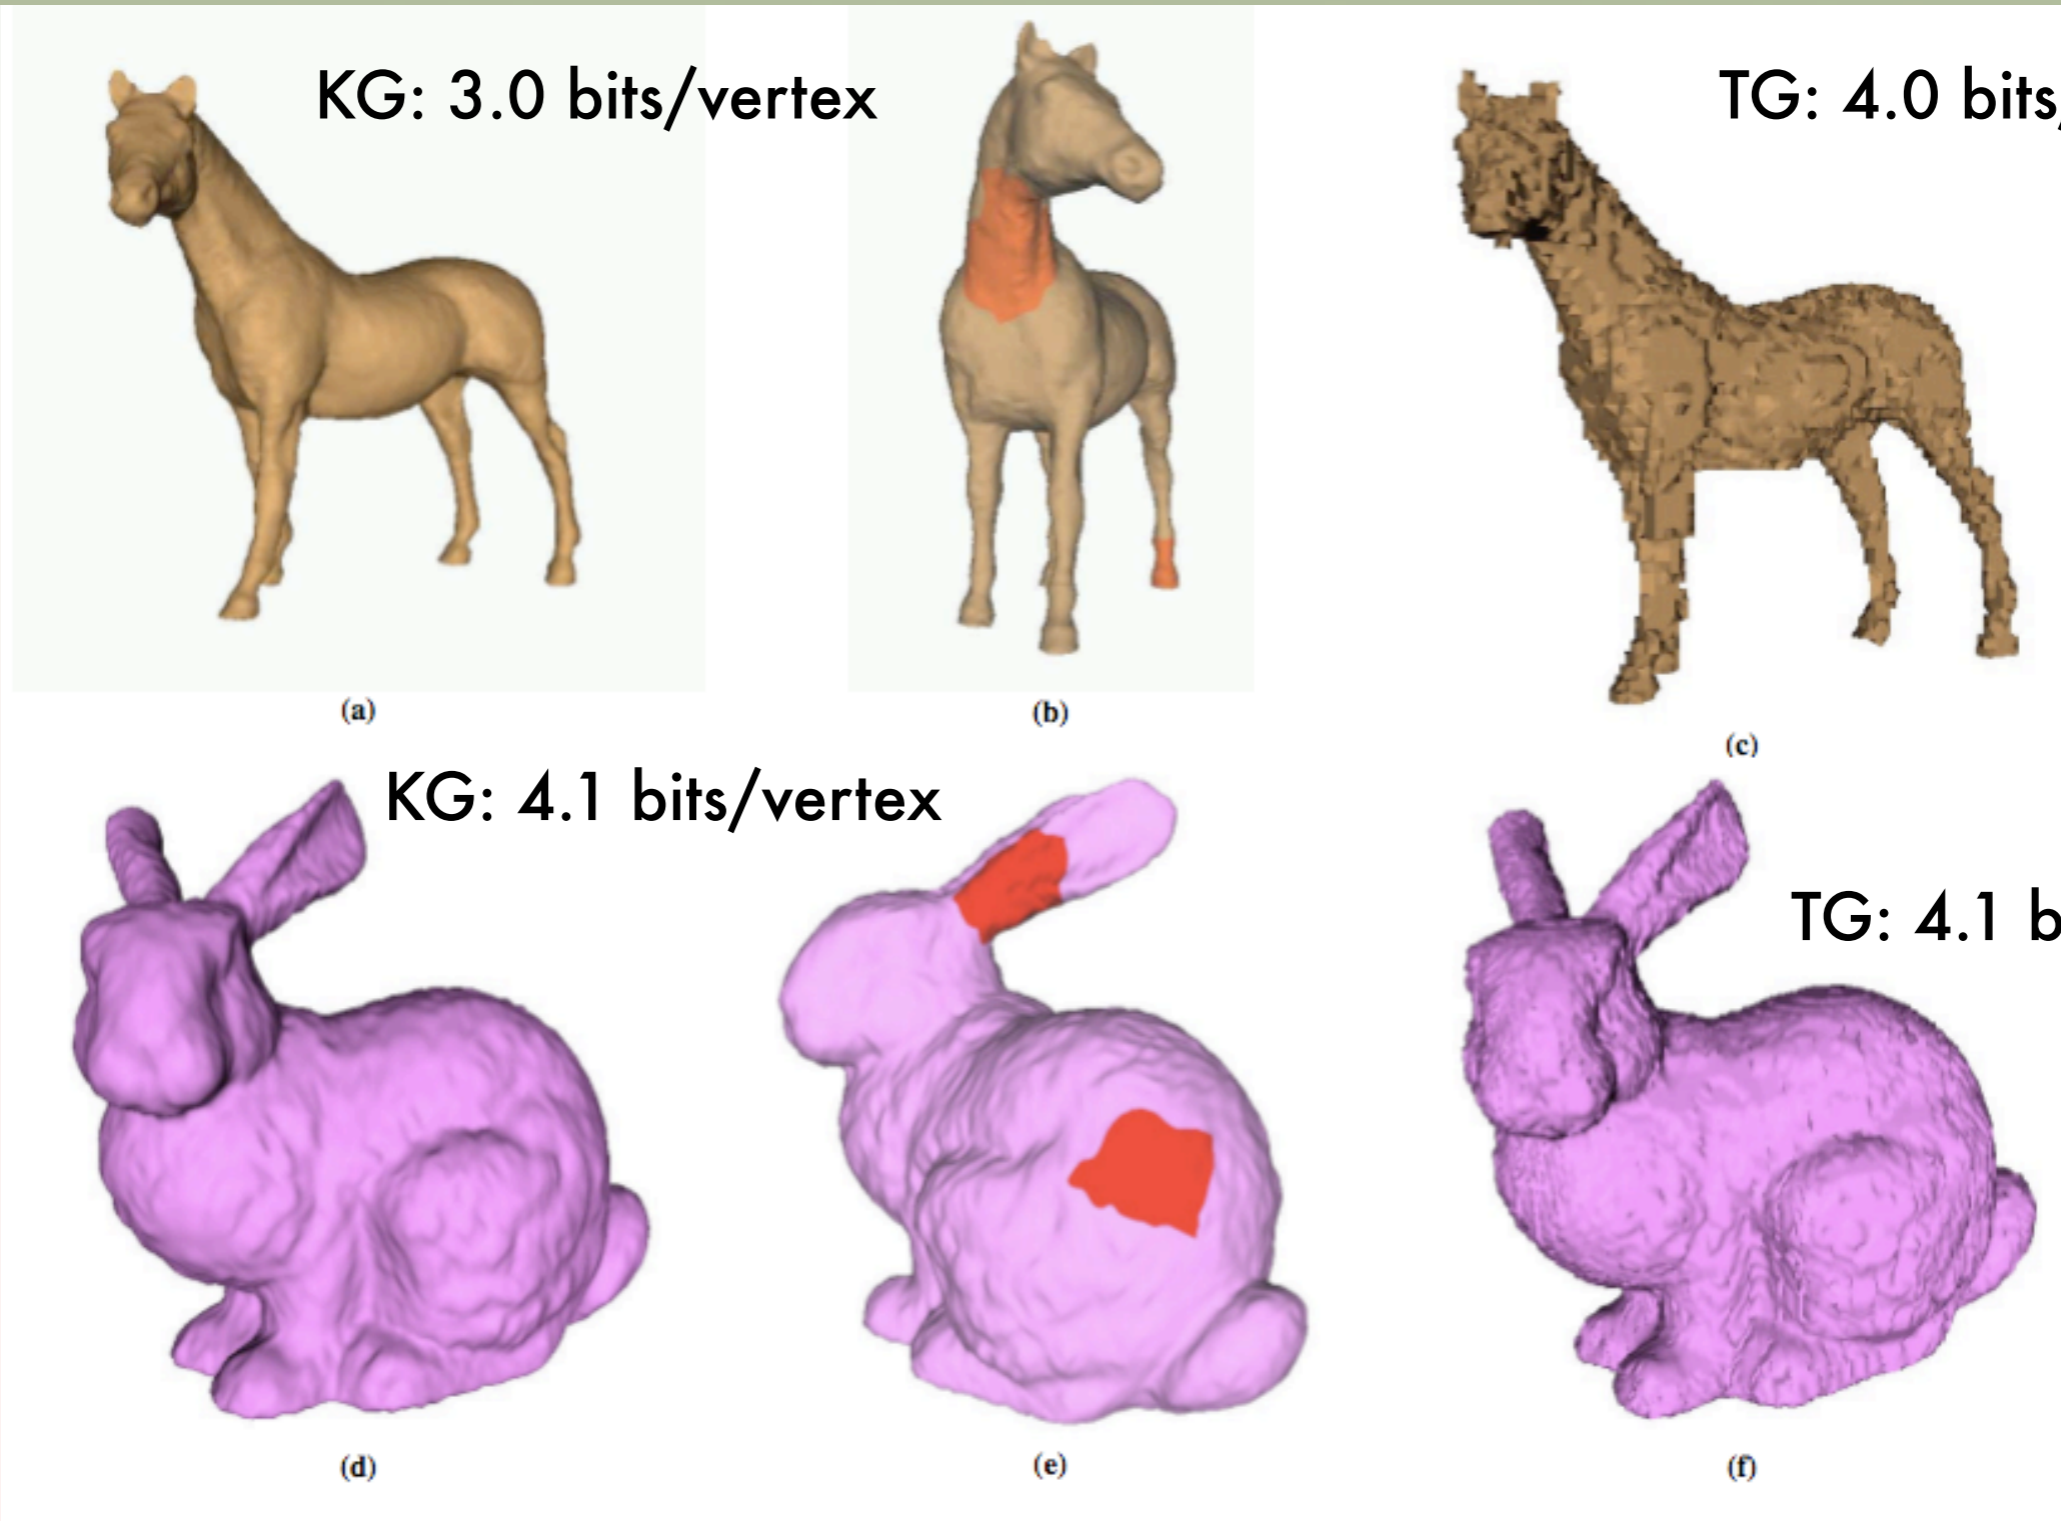 KG: 3.0 bits/vertex
TG: 4.0 bits/
(a)
(b)
(c)
KG: 4.1 bits/vertex
TG: 4.1 b
(d)
(e)
(f)